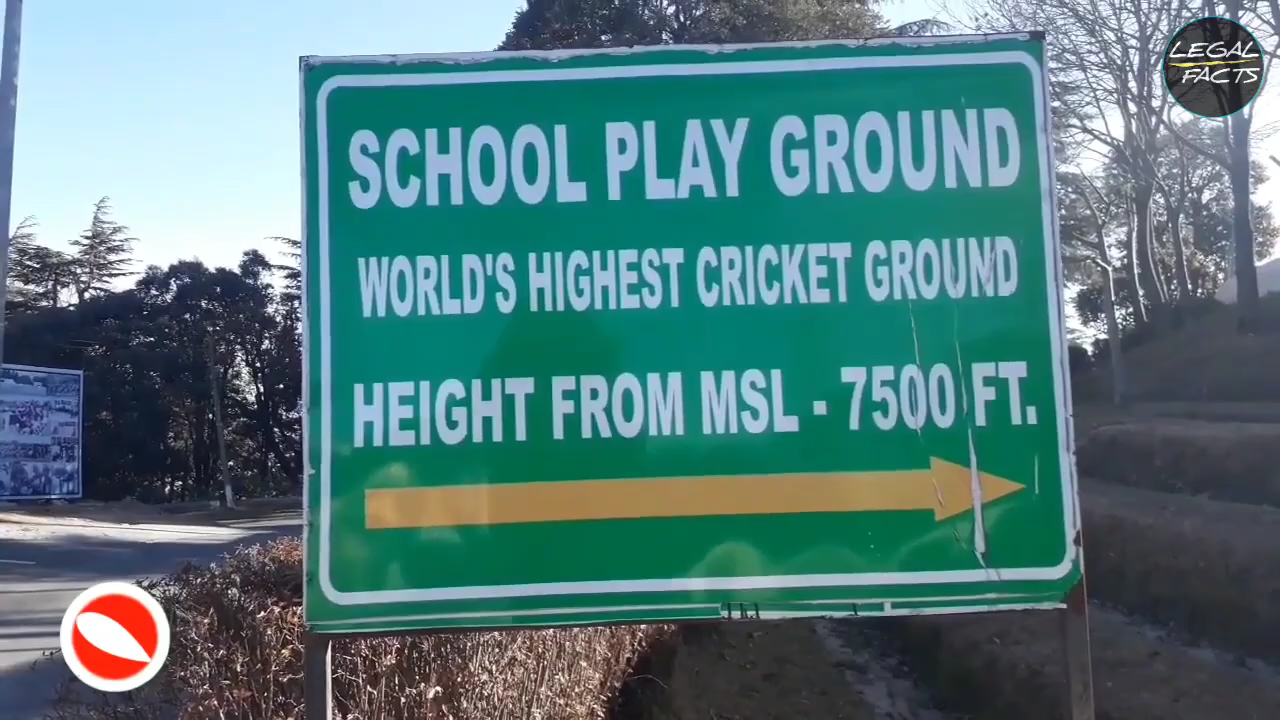 LEGAL
FACTS
SCHOOL PLAY GROUND
WORLD'S HIGHEST CRICKET GROUND
HEIGHT FROM MSL - 7500 FT.